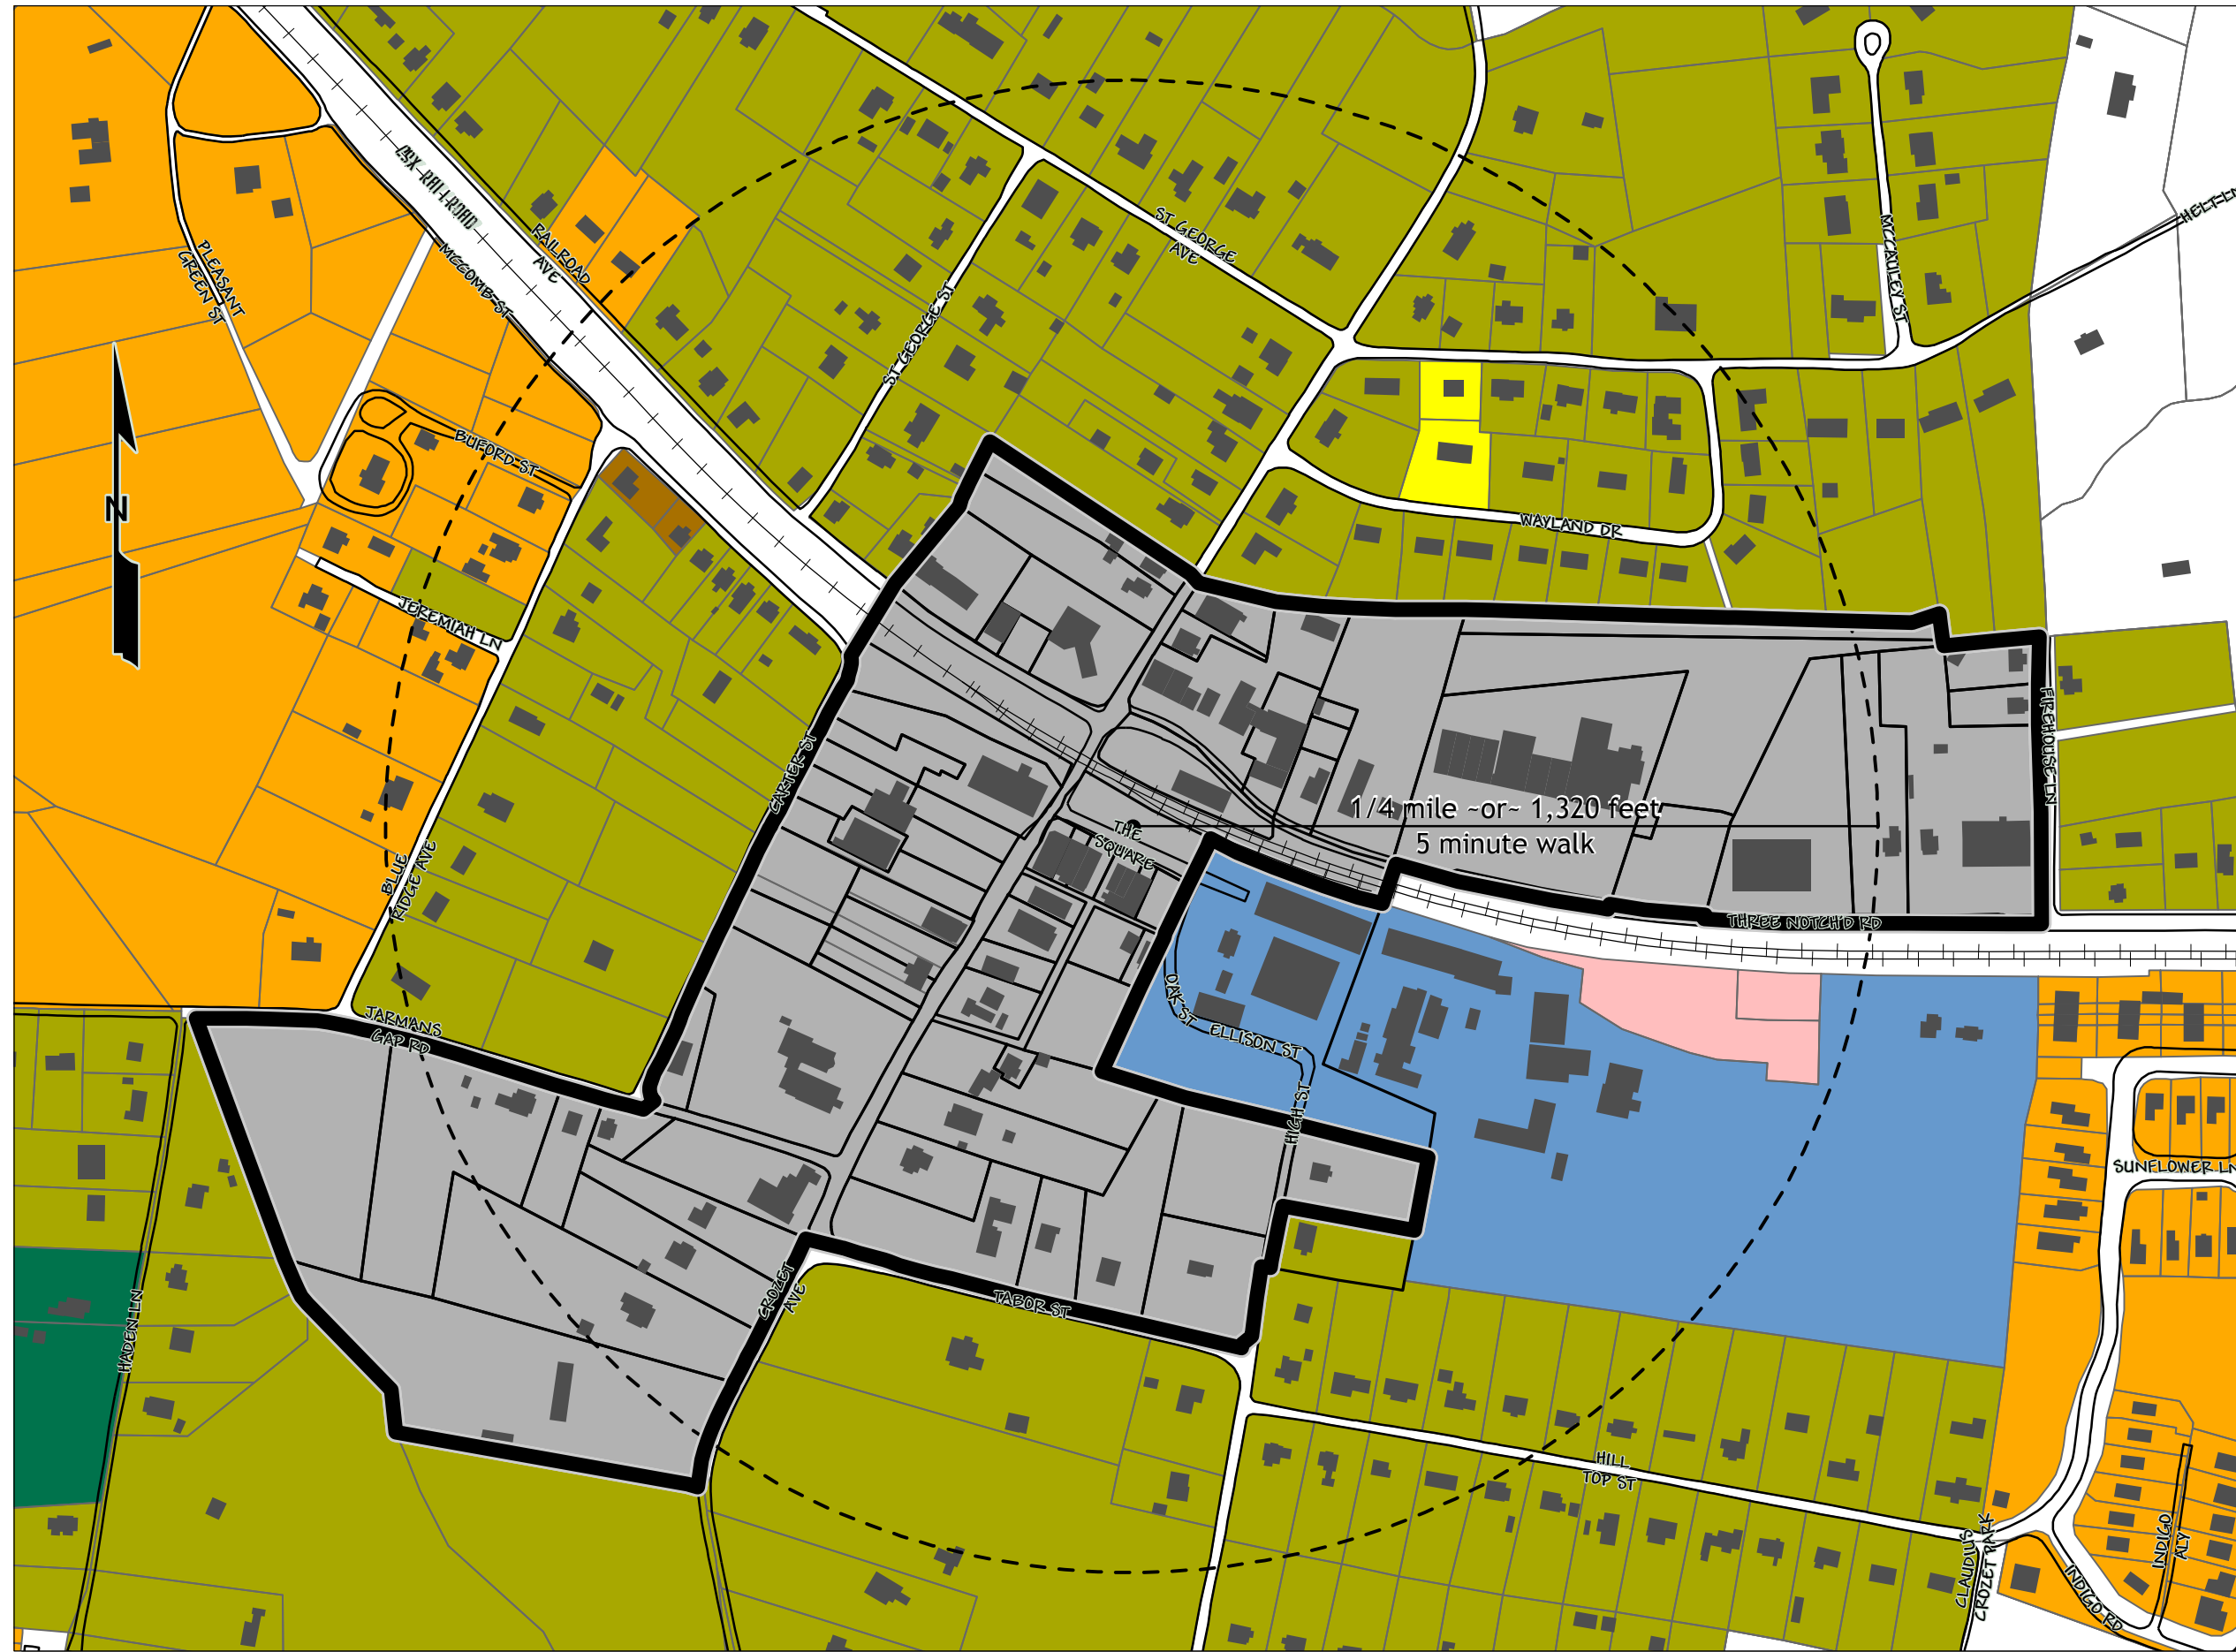 CSX RAILROAD
RAILROAD
AVE
PLEASANT
GREEN ST
MCCOMB ST
ST GEORGE
AVE
MCCAULEY ST
HELT LN
ST GEORGE ST
BUFORD ST
N
WAYLAND DR
JEREMIAH LN
CARTER ST
FIREHOUSE LN
1/4 mile ~or~ 1,320 feet
5 minute walk
THE
SQUARE
BLUE
RIDGE AVE
THREE NOTCH'D RD
JARMANS
GAP RD
OAK ST
ELLISON ST
HIGH ST
SUNFLOWER LN
HADEN LN
CROZET
AVE
TABOR ST
HILL
TOP ST
CLAUDIUS
CROZET PARK
INDIGO RD
INDIGO
ALY